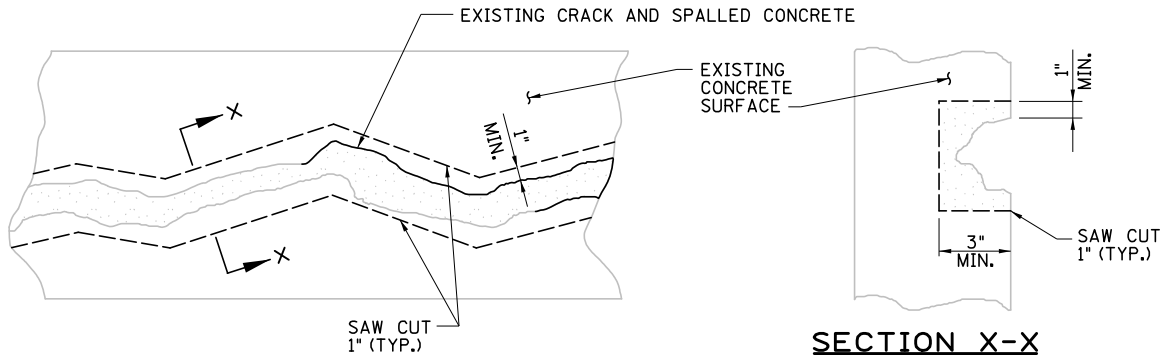 EXISTING CRACK AND SPALLED CONCRETE
EXISTING
CONCRETE
SURFACE
1"
MIN.
X
1"
MIN.
X
3"
MIN.
SAW CUT
1" (TYP.)
SAW CUT
1" (TYP.)
SECTION X-X